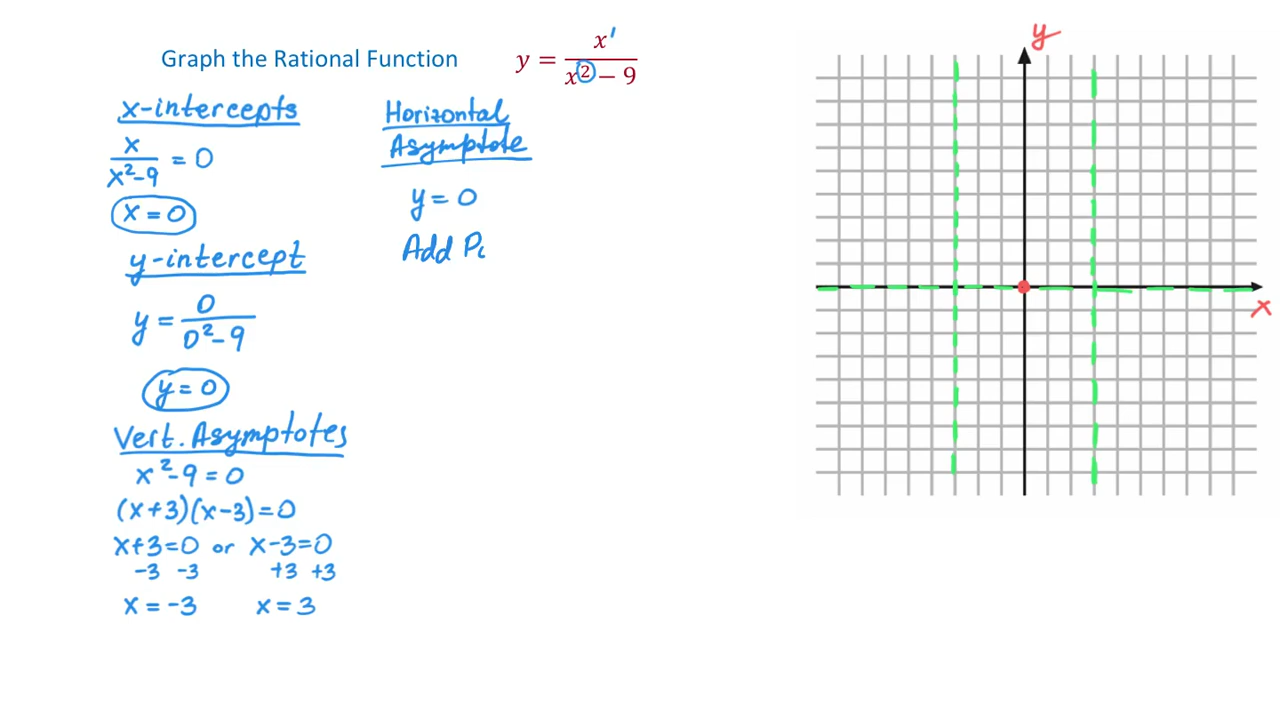 Graph the Rational Function y = x¹/(x² − 9)
x-intercepts
x/(x²-9) = 0
x = 0
y-intercept
y = 0/(0²-9)
y = 0
Vert. Asymptotes
x²-9=0
(x+3)(x-3)=0
x+3=0 or x-3=0
-3 -3 +3 +3
x = -3 x = 3
Horizontal
Asymptote
y = 0
Add
y
x